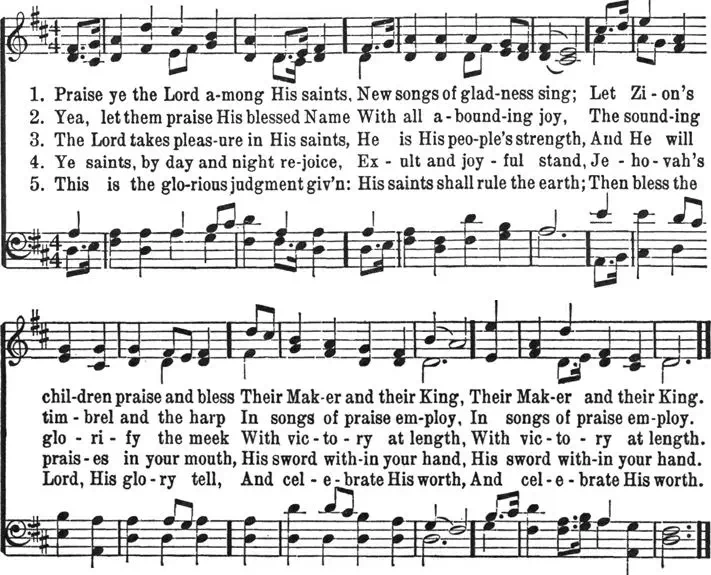 4
4
1. Praise ye the Lord a-mong His saints, New songs of glad-ness sing; Let Zi - on's
2. Yea, let them praise His blessed Name With all a - bound-ing joy, The sound-ing
3. The Lord takes pleas-ure in His saints, He is His peo-ple's strength, And He will
4. Ye saints, by day and night re-joice, Ex - ult and joy - ful stand, Je - ho - vah's
5. This is the glo-rious judgment giv'n: His saints shall rule the earth; Then bless the
4
4
chil-dren praise and bless Their Mak-er and their King, Their Mak-er and their King.
tim - brel and the harp In songs of praise em-ploy, In songs of praise em-ploy.
glo - ri - fy the meek With vic - to - ry at length, With vic - to - ry at length.
prais - es in your mouth, His sword with-in your hand, His sword with-in your hand.
Lord, His glo - ry tell, And cel - e - brate His worth, And cel - e - brate His worth.